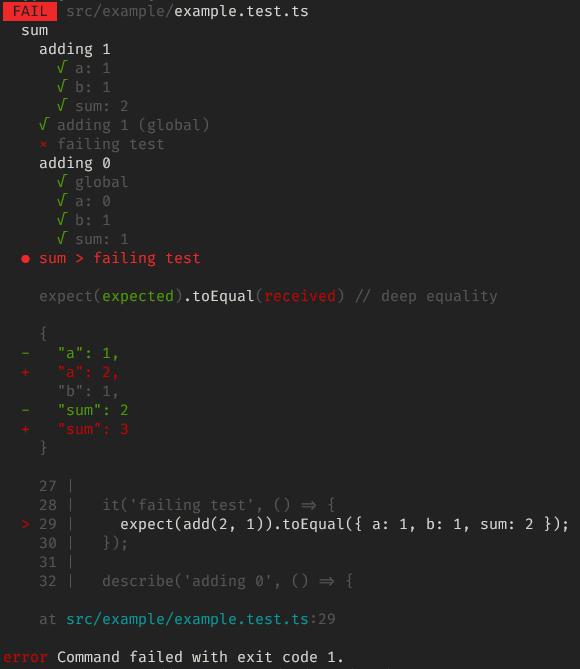 FAIL src/example/example.test.ts
sum
adding 1
√ a: 1
√ b: 1
√ sum: 2
√ adding 1 (global)
× failing test
adding 0
√ global
√ a: 0
√ b: 1
√ sum: 1
● sum > failing test
expect(expected).toEqual(received) // deep equality
{
- "a": 1,
+ "a": 2,
"b": 1,
- "sum": 2
+ "sum": 3
}
27 |
28 | it('failing test', () => {
> 29 | expect(add(2, 1)).toEqual({ a: 1, b: 1, sum: 2 });
30 | });
31 |
32 | describe('adding 0', () => {
at src/example/example.test.ts:29
error Command failed with exit code 1.